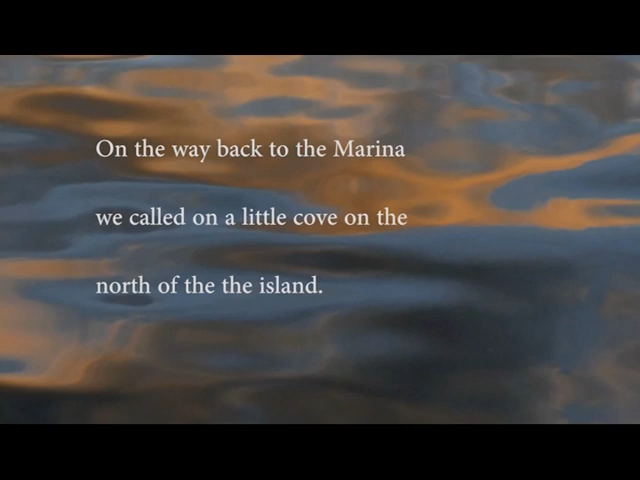 On the way back to the Marina
we called on a little cove on the
north of the the island.